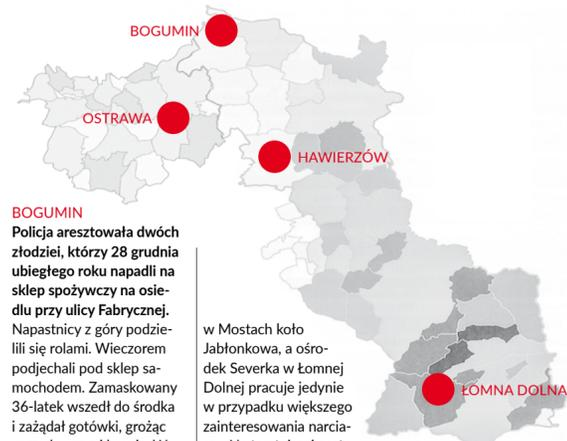 BOGUMIN
OSTRAWA
HAWIERZÓW
ŁOMNA DOLNA
BOGUMIN
Policja aresztowała dwóch
złodziei, którzy 28 grudnia
ubiegłego roku napadli na
sklep spożywczy na osie-
dlu przy ulicy Fabrycznej.
Napastnicy z góry podzie-
lili się rolami. Wieczorem
podjechali pod sklep sa-
mochodem. Zamaskowany
36-latek wszedł do środka
i zażądał gotówki, grożąc
w Mostach koło
Jabłonkowa, a ośro-
dek Severka w Łomnej
Dolnej pracuje jedynie
w przypadku większego
zainteresowania narcia-